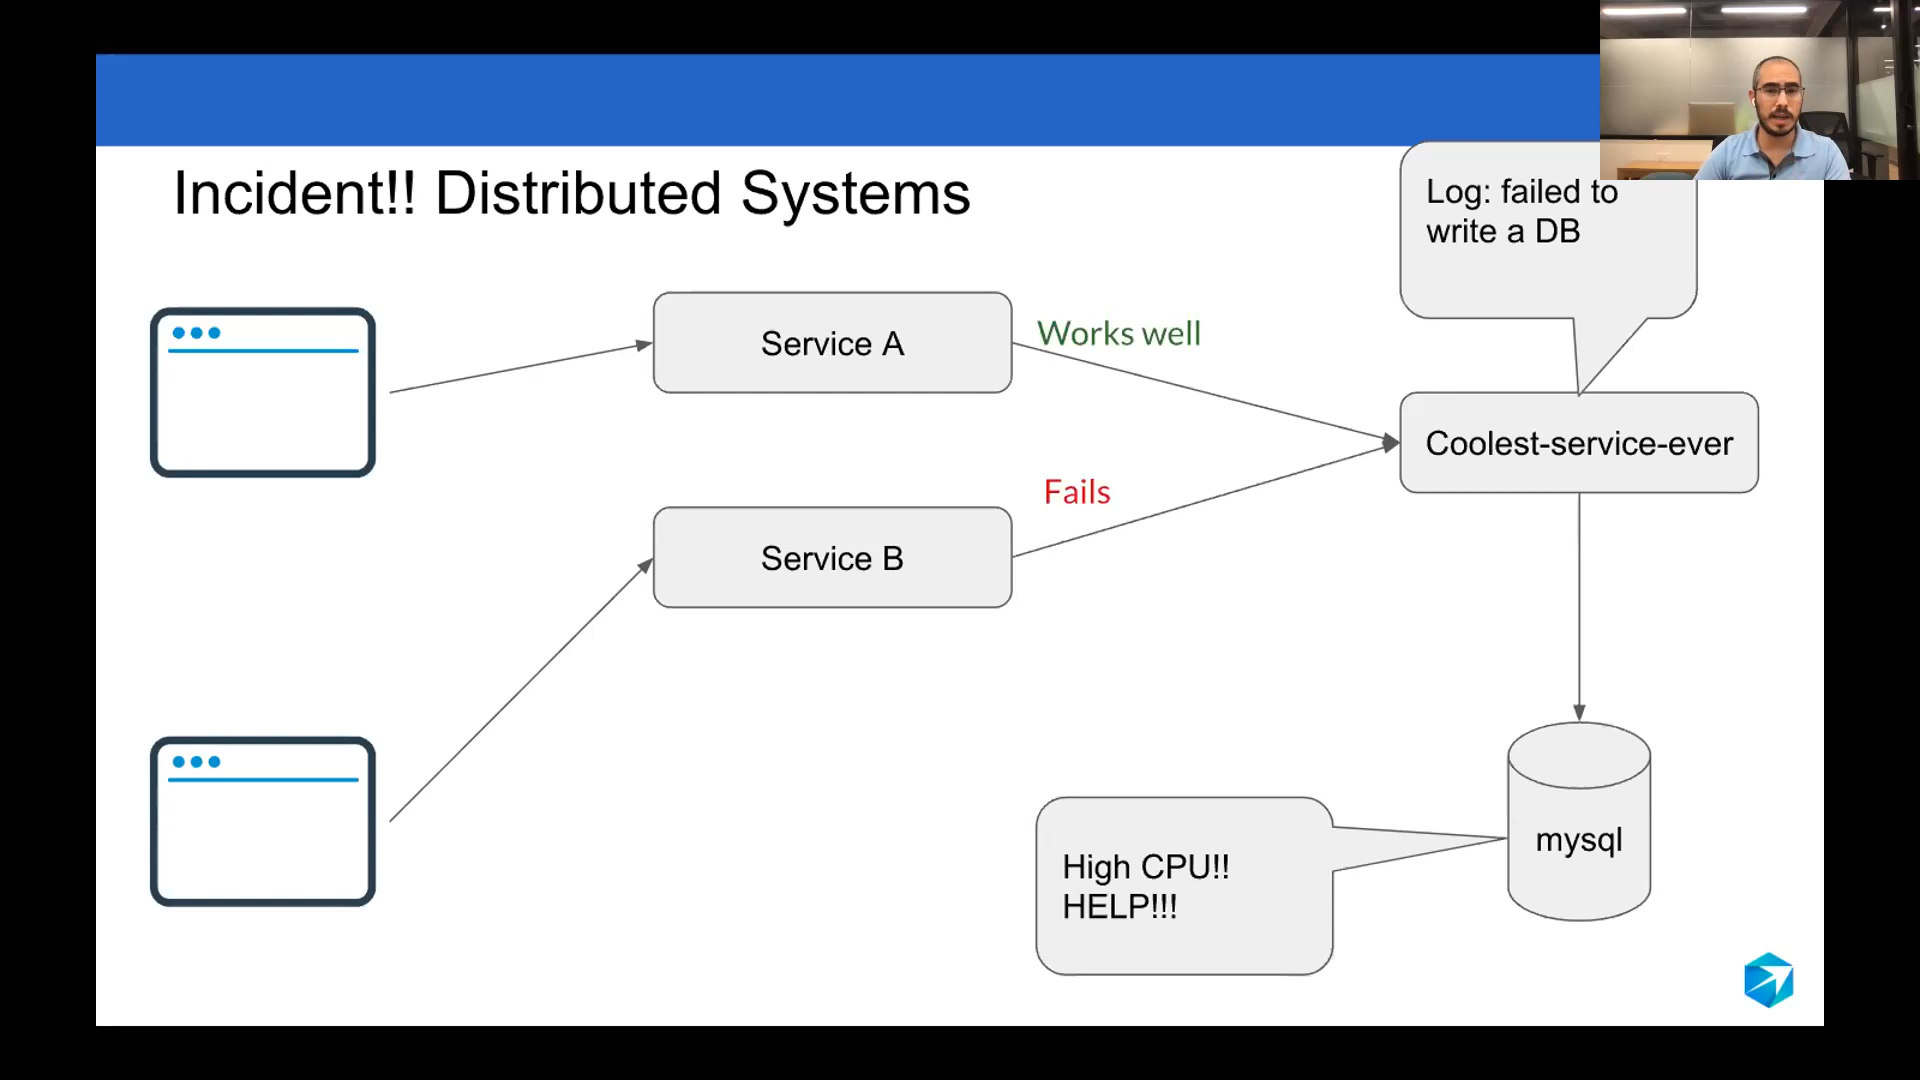 Incident!! Distributed Systems
Log: failed to
write a DB
Service A
Works well
Coolest-service-ever
Fails
Service B
mysql
High CPU!!
HELP!!!